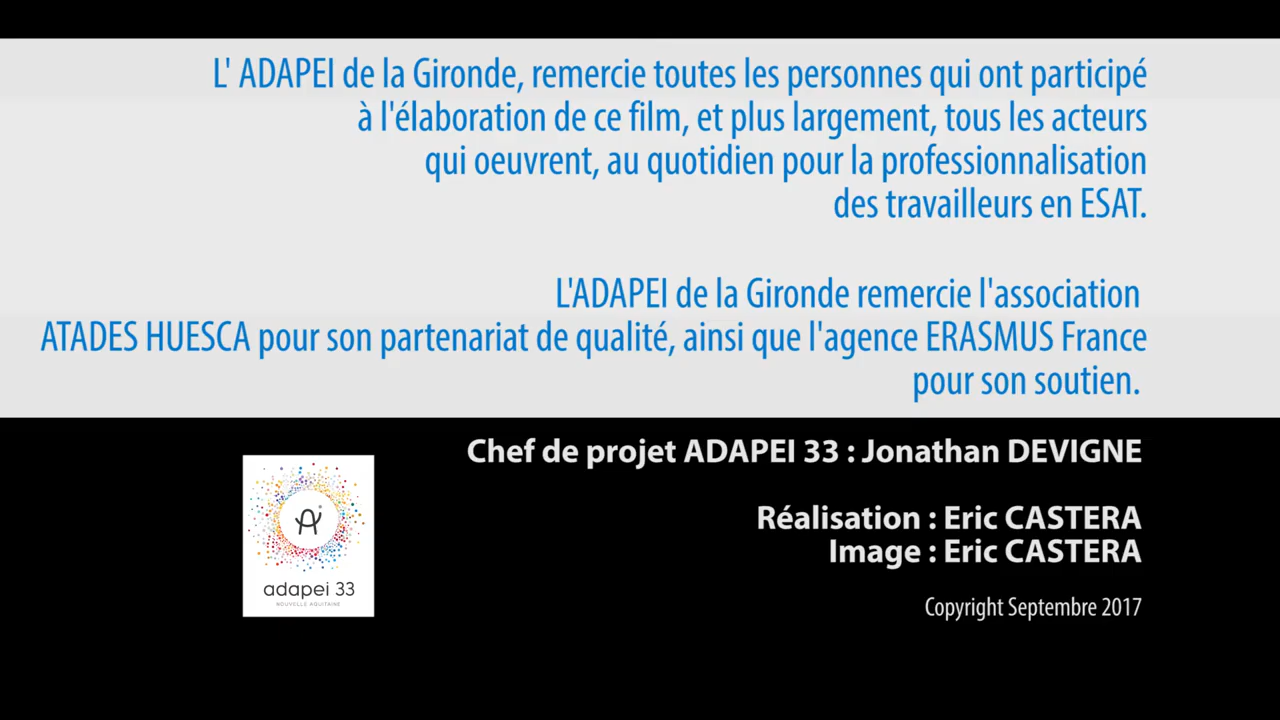 L' ADAPEI de la Gironde, remercie toutes les personnes qui ont participé
à l'élaboration de ce film, et plus largement, tous les acteurs
qui oeuvrent, au quotidien pour la professionnalisation
des travailleurs en ESAT.
L'ADAPEI de la Gironde remercie l'association
ATADES HUESCA pour son partenariat de qualité, ainsi que l'agence ERASMUS France
pour son soutien.
Chef de projet ADAPEI 33 : Jonathan DEVIGNE
Réalisation : Eric CASTERA
Image : Eric CASTERA
Copyright Septembre 2017
adapei 33
NOUVELLE AQUITAINE